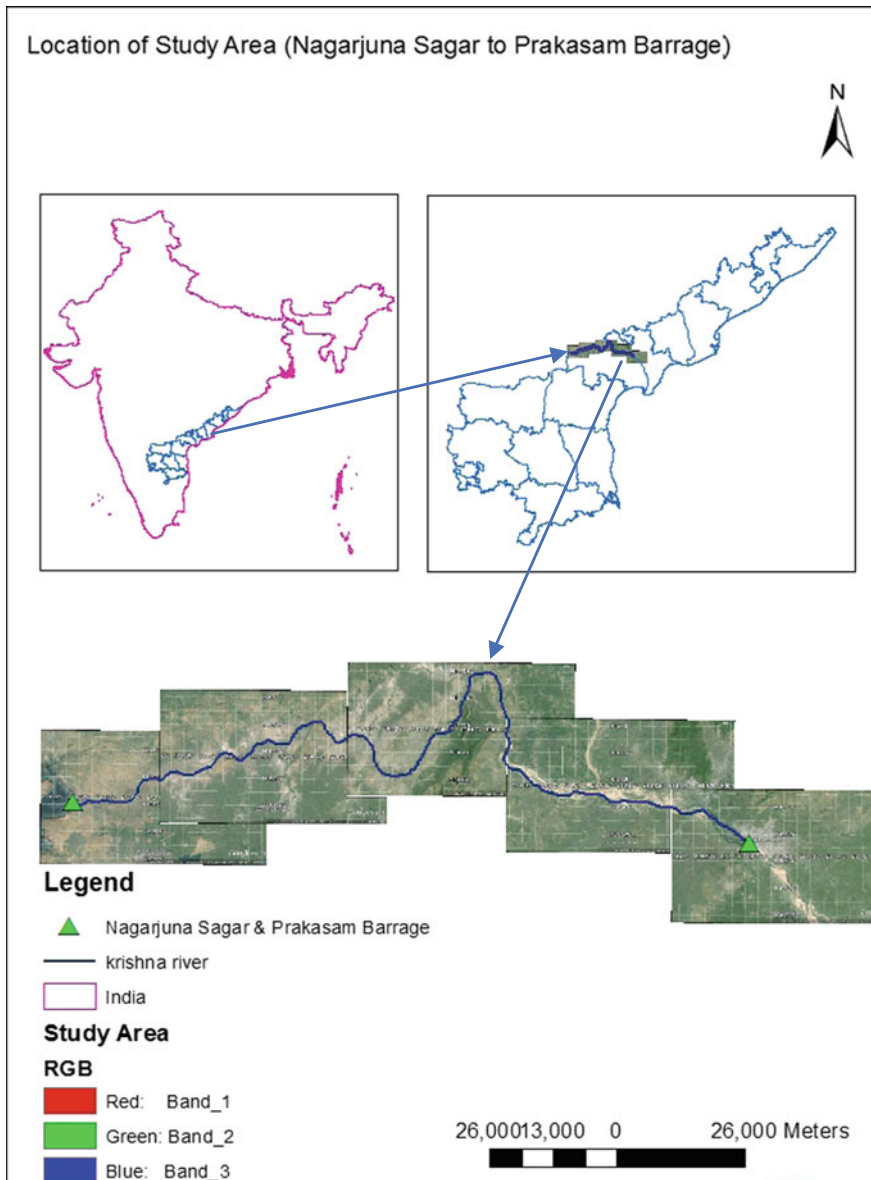 Location of Study Area (Nagarjuna Sagar to Prakasam Barrage)
N
Legend
Nagarjuna Sagar & Prakasam Barrage
krishna river
India
Study Area
RGB
Red: Band_1
Green: Band_2
Blue: Band_3
26,00013,000 0 26,000 Meters